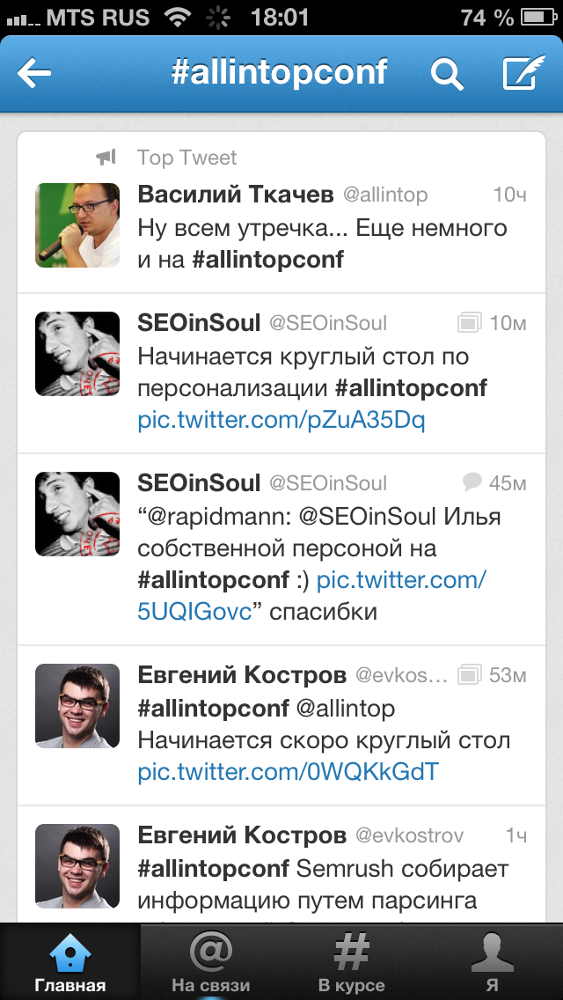 MTS RUS 18:01 74 %
#allintopconf
Top Tweet
Василий Ткачев @allintop 10ч
Ну всем утречка... Еще немного
и на #allintopconf
SEOinSoul @SEOinSoul 10м
Начинается круглый стол по
персонализации #allintopconf
pic.twitter.com/pZuA35Dq
SEOinSoul @SEOinSoul 45м
“@rapidmann: @SEOinSoul Илья
собственной персоной на
#allintopconf :) pic.twitter.com/
5UQIGovc” спасибки
Евгений Костров @evkos... 53м
#allintopconf @allintop
Начинается скоро круглый стол
pic.twitter.com/0WQKkGdT
Евгений Костров @evkostrov 1ч
#allintopconf Semrush собирает
информацию путем парсинга
Главная На связи В курсе Я